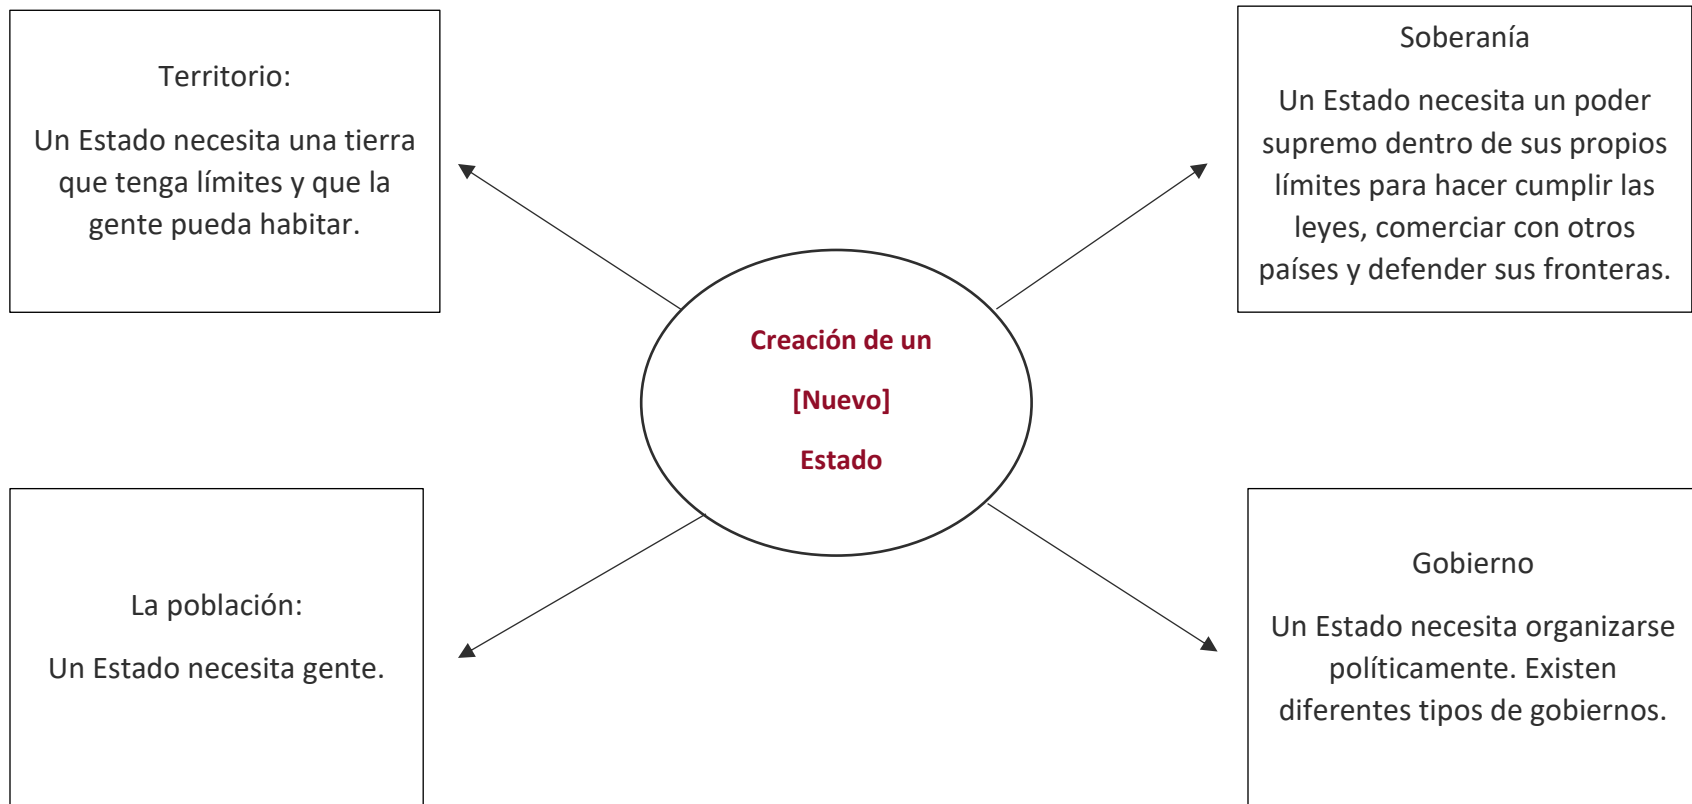 Territorio:
Un Estado necesita una tierra
que tenga límites y que la
gente pueda habitar.
Soberanía
Un Estado necesita un poder
supremo dentro de sus propios
límites para hacer cumplir las
leyes, comerciar con otros
países y defender sus fronteras.
Creación de un
[Nuevo]
Estado
La población:
Un Estado necesita gente.
Gobierno
Un Estado necesita organizarse
políticamente. Existen
diferentes tipos de gobiernos.